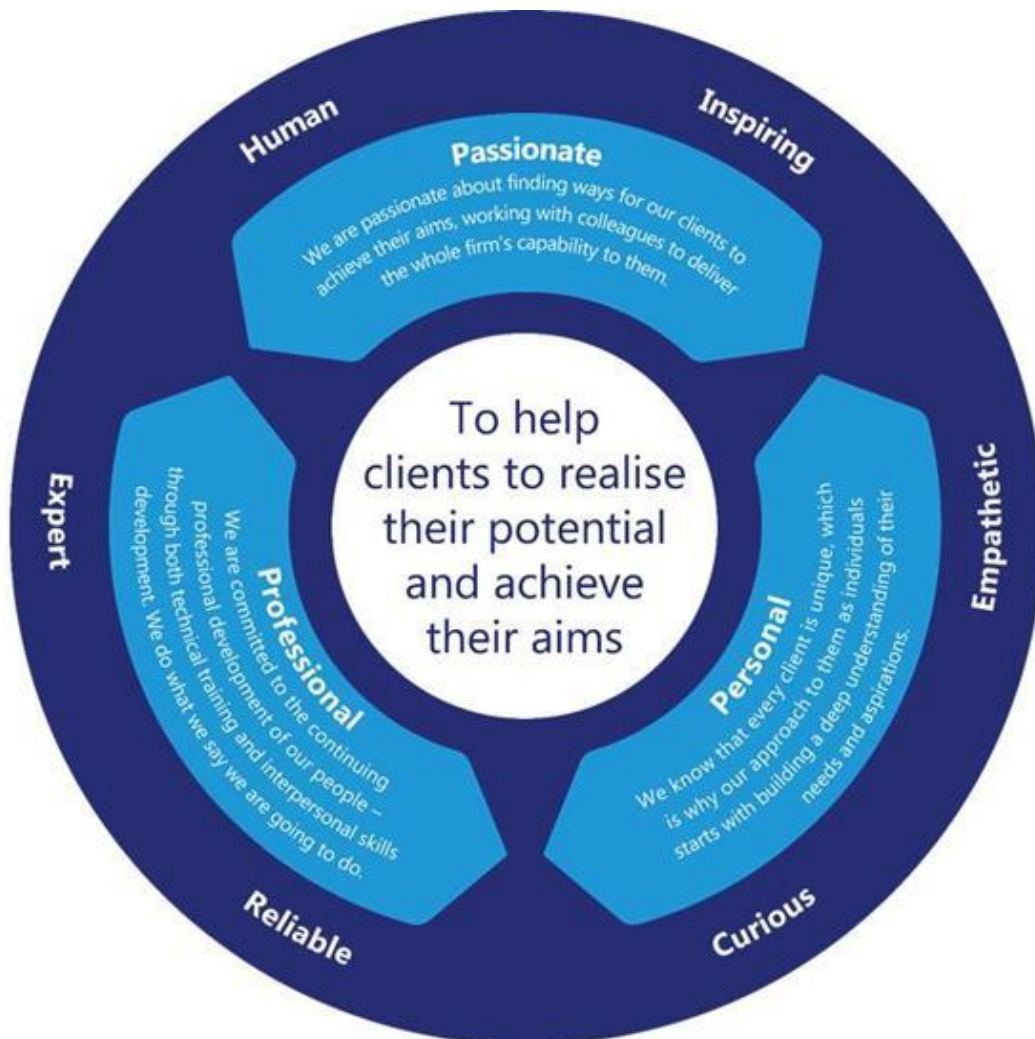 Human
Inspiring
Passionate
We are passionate about finding ways for our clients to
achieve their aims, working with colleagues to deliver
the whole firm's capability to them.
To help
clients to realise
their potential
and achieve
their aims
Empathetic
Personal
We know that every client is unique, which
is why our approach to them as individuals
starts with building a deep understanding of their
needs and aspirations.
Curious
Reliable
Professional
We are committed to the continuing
professional development of our people –
through both technical training and interpersonal skills
development. We do what we say we are going to do.
Expert